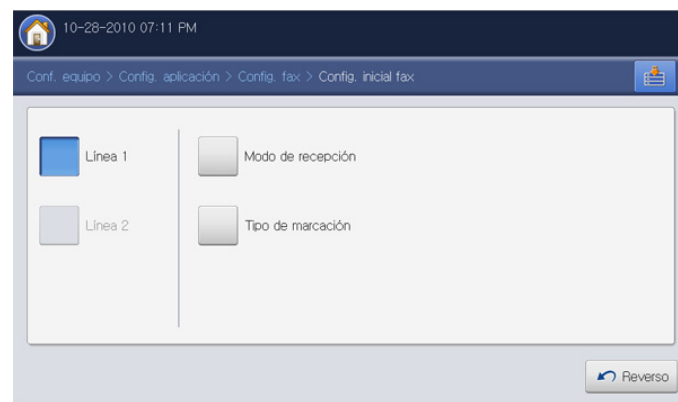 10-28-2010 07:11 PM
Conf. equipo > Config. aplicación > Config. fax > Config. inicial fax
Línea 1
Modo de recepción
Línea 2
Tipo de marcación
Reverso